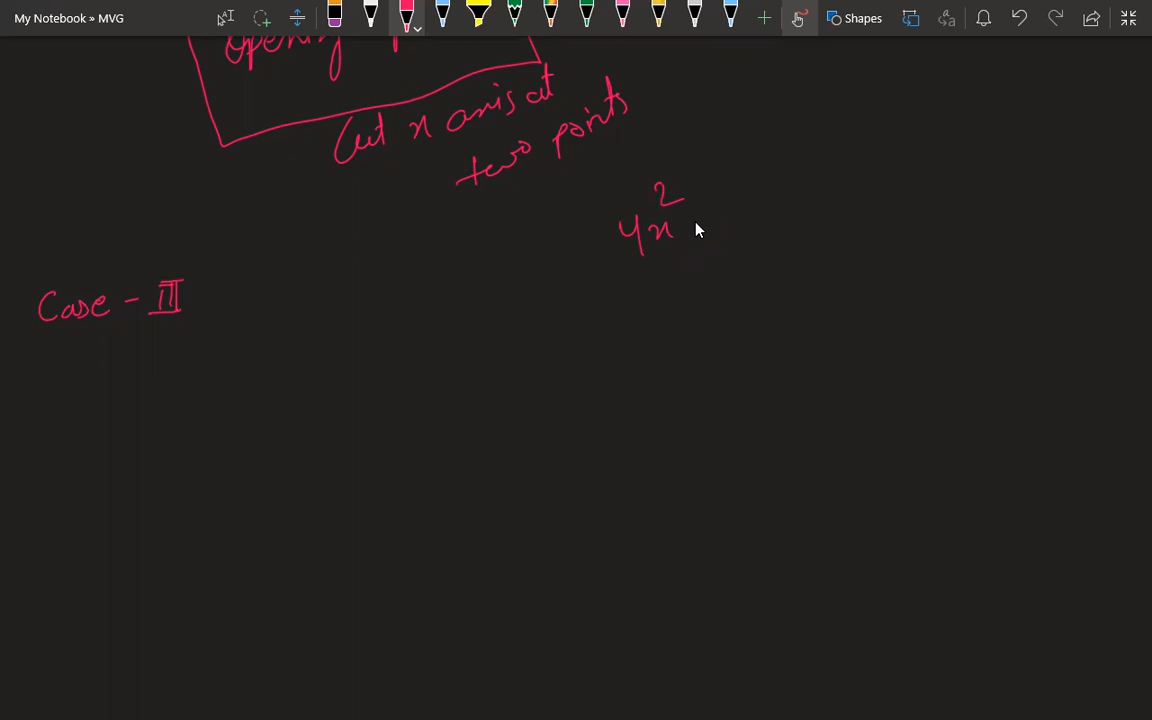 My Notebook » MVG
Shapes
opening
Cut x axis at
two points
4x²
Case - II